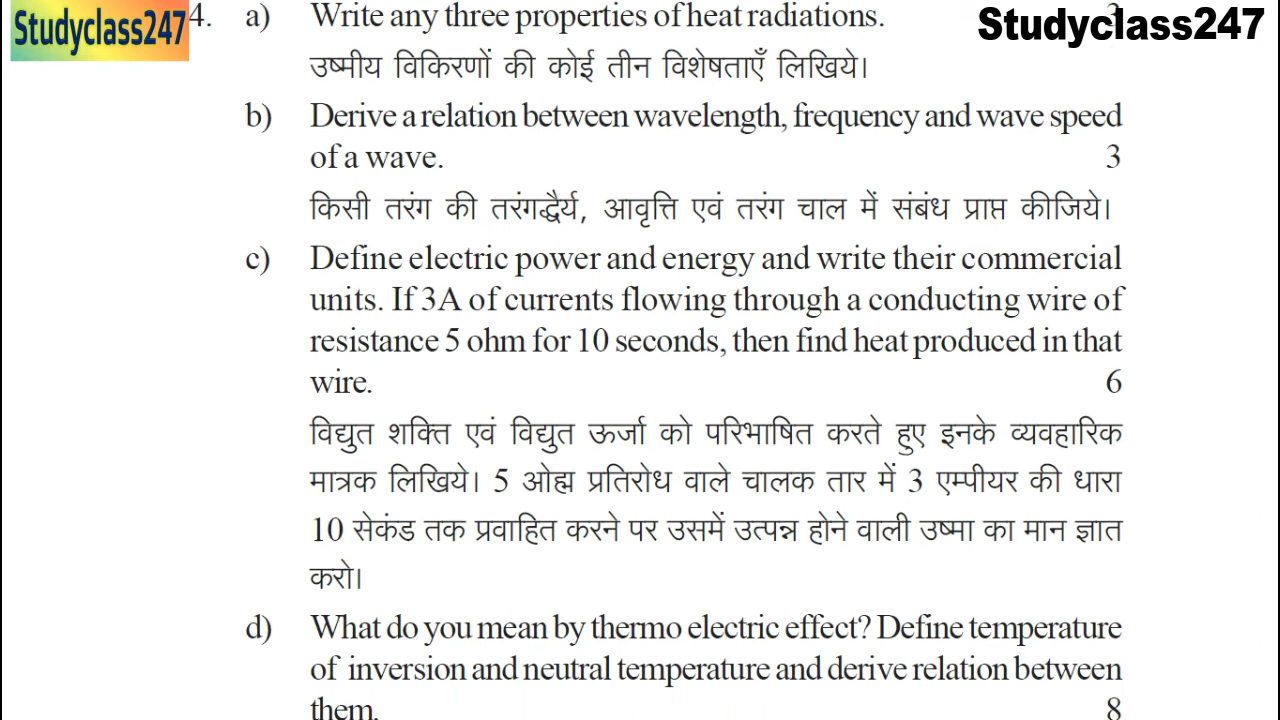 Studyclass247
4. a) Write any three properties of heat radiations. 3
Studyclass247
उष्मीय विकिरणों की कोई तीन विशेषताएँ लिखिये।
b) Derive a relation between wavelength, frequency and wave speed
of a wave. 3
किसी तरंग की तरंगद्धैर्य, आवृत्ति एवं तरंग चाल में संबंध प्राप्त कीजिये।
c) Define electric power and energy and write their commercial
units. If 3A of currents flowing through a conducting wire of
resistance 5 ohm for 10 seconds, then find heat produced in that
wire. 6
विद्युत शक्ति एवं विद्युत ऊर्जा को परिभाषित करते हुए इनके व्यवहारिक
मात्रक लिखिये। 5 ओह्म प्रतिरोध वाले चालक तार में 3 एम्पीयर की धारा
10 सेकंड तक प्रवाहित करने पर उसमें उत्पन्न होने वाली उष्मा का मान ज्ञात
करो।
d) What do you mean by thermo electric effect? Define temperature
of inversion and neutral temperature and derive relation between
them. 8